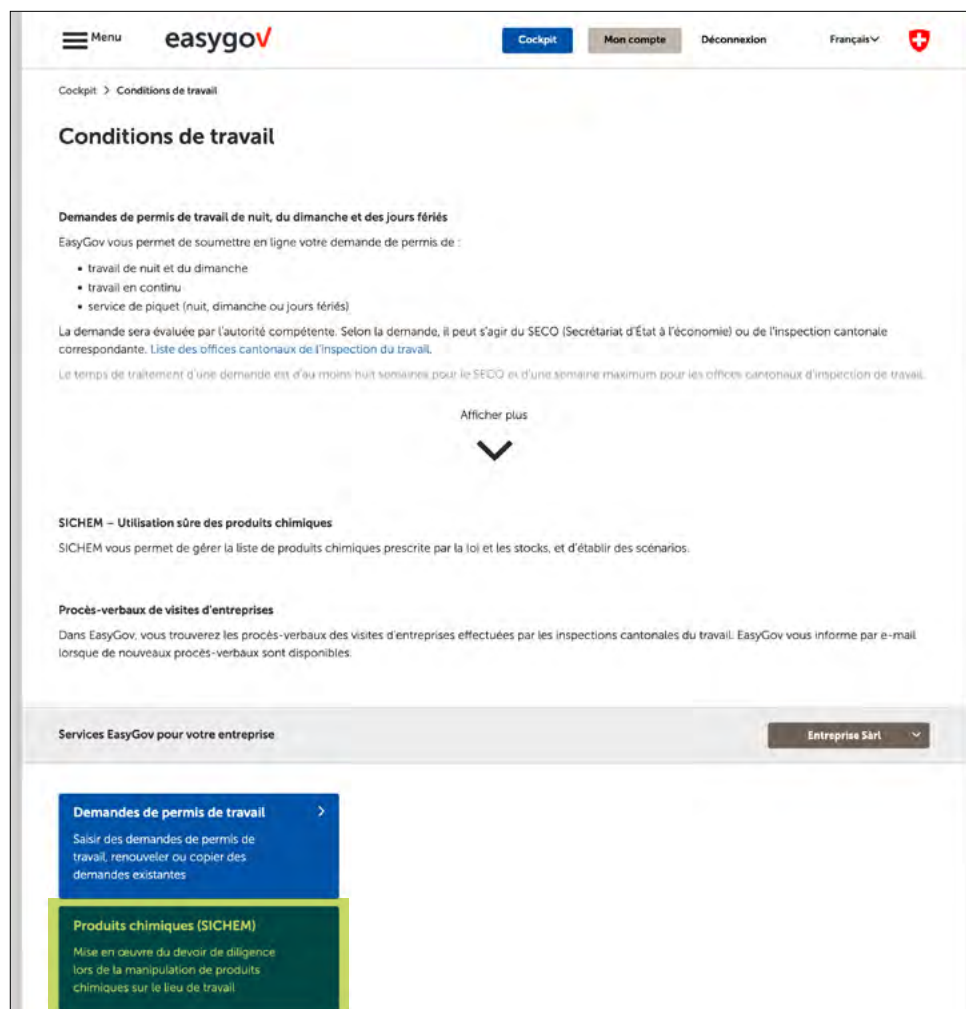 Menu easygov Cockpit Mon compte Déconnexion Français
Cockpit > Conditions de travail
Conditions de travail
Demandes de permis de travail de nuit, du dimanche et des jours fériés
EasyGov vous permet de soumettre en ligne votre demande de permis de :
• travail de nuit et du dimanche
• travail en continu
• service de piquet (nuit, dimanche ou jours fériés)
La demande sera évaluée par l'autorité compétente. Selon la demande, il peut s'agir du SECO (Secrétariat d'État à l'économie) ou de l'inspection cantonale
correspondante. Liste des offices cantonaux de l'inspection du travail.
Le temps de traitement d'une demande est d'au moins huit semaines pour le SECO et d'une semaine maximum pour les offices cantonaux d'inspection de travail.
Afficher plus
SICHEM – Utilisation sûre des produits chimiques
SICHEM vous permet de gérer la liste de produits chimiques prescrite par la loi et les stocks, et d'établir des scénarios.
Procès-verbaux de visites d'entreprises
Dans EasyGov, vous trouverez les procès-verbaux des visites d'entreprises effectuées par les inspections cantonales du travail. EasyGov vous informe par e-mail
lorsque de nouveaux procès-verbaux sont disponibles.
Services EasyGov pour votre entreprise Entreprise Sàrl
Demandes de permis de travail >
Saisir des demandes de permis de
travail, renouveler ou copier des
demandes existantes
Produits chimiques (SICHEM)
Mise en œuvre du devoir de diligence
lors de la manipulation de produits
chimiques sur le lieu de travail